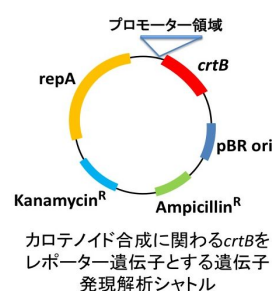 プロモーター領域
repA
crtB
pBR ori
Kanamycin^R
Ampicillin^R
カロテノイド合成に関わるcrtBを
レポーター遺伝子とする遺伝子
発現解析シャトル